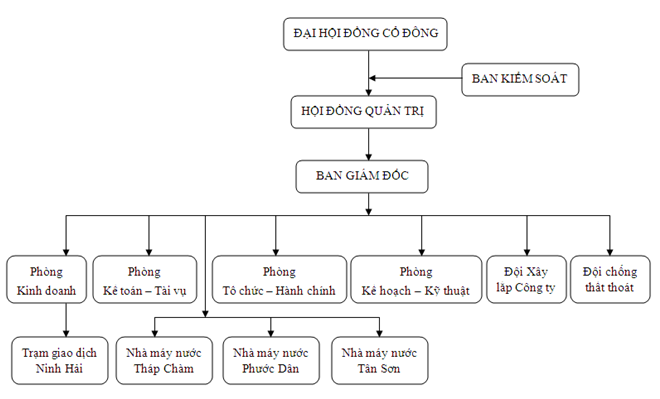 ĐẠI HỘI ĐỒNG CỔ ĐÔNG
BAN KIỂM SOÁT
HỘI ĐỒNG QUẢN TRỊ
BAN GIÁM ĐỐC
Phòng
Kinh doanh
Phòng
Kế toán – Tài vụ
Phòng
Tổ chức – Hành chính
Phòng
Kế hoạch – Kỹ thuật
Đội Xây
lắp Công ty
Đội chống
thất thoát
Trạm giao dịch
Ninh Hải
Nhà máy nước
Tháp Chàm
Nhà máy nước
Phước Dân
Nhà máy nước
Tân Sơn